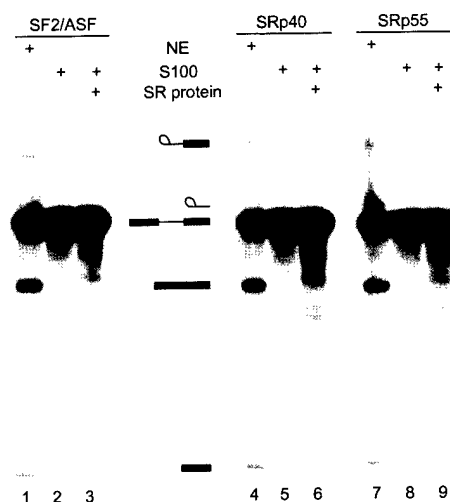 SF2/ASF SRp40 SRp55
+ NE + +
+ + S100 + + + +
+ SR protein + +
1 2 3 4 5 6 7 8 9